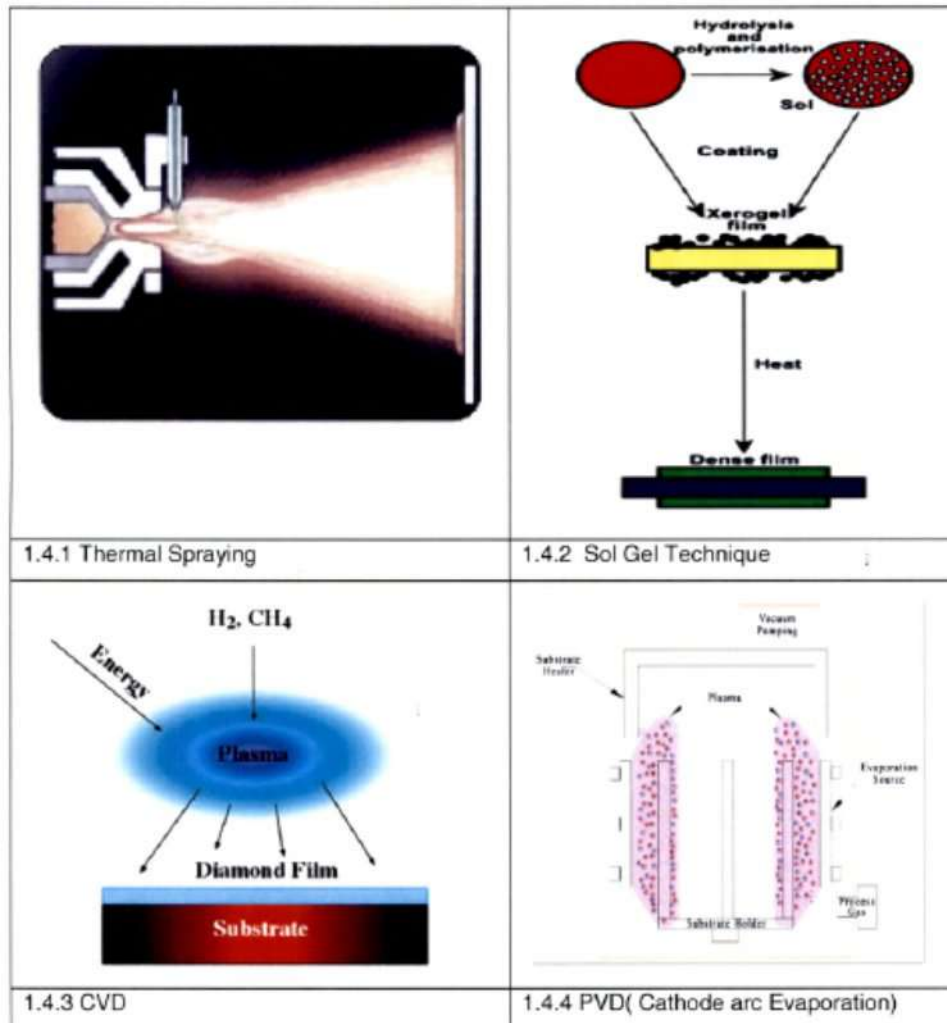 Hydrolysis
and
polymerisation
Sol
Coating
Xerogel
film
Heat
Dense film
1.4.1 Thermal Spraying
1.4.2 Sol Gel Technique
H₂, CH₄
Energy
Plasma
Diamond Film
Substrate
Vacuum
Pumping
Substrate
Heater
Plasma
Evaporation
Source
Process
Gas
Substrate Holder
1.4.3 CVD
1.4.4 PVD( Cathode arc Evaporation)